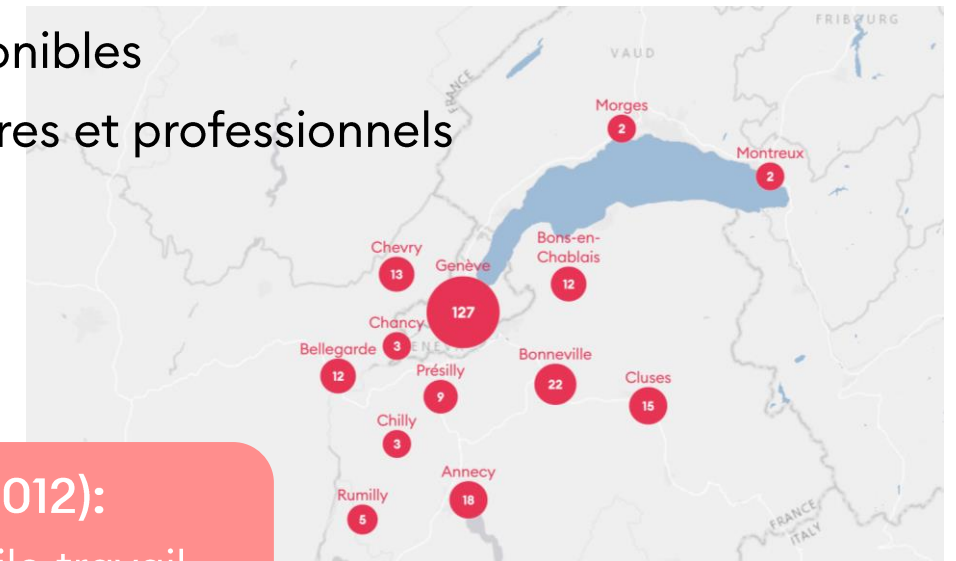 onibles
res et professionnels
FRIBOURG
VAUD
FRANCE
Morges
2
Montreux
2
Chevry
13
Genève
127
Bons-en-
Chablais
12
Chancy
3
Bellegarde
12
Présilly
9
Bonneville
22
Cluses
15
Chilly
3
Annecy
18
Rumilly
5
012):
FRANCE
ITALY